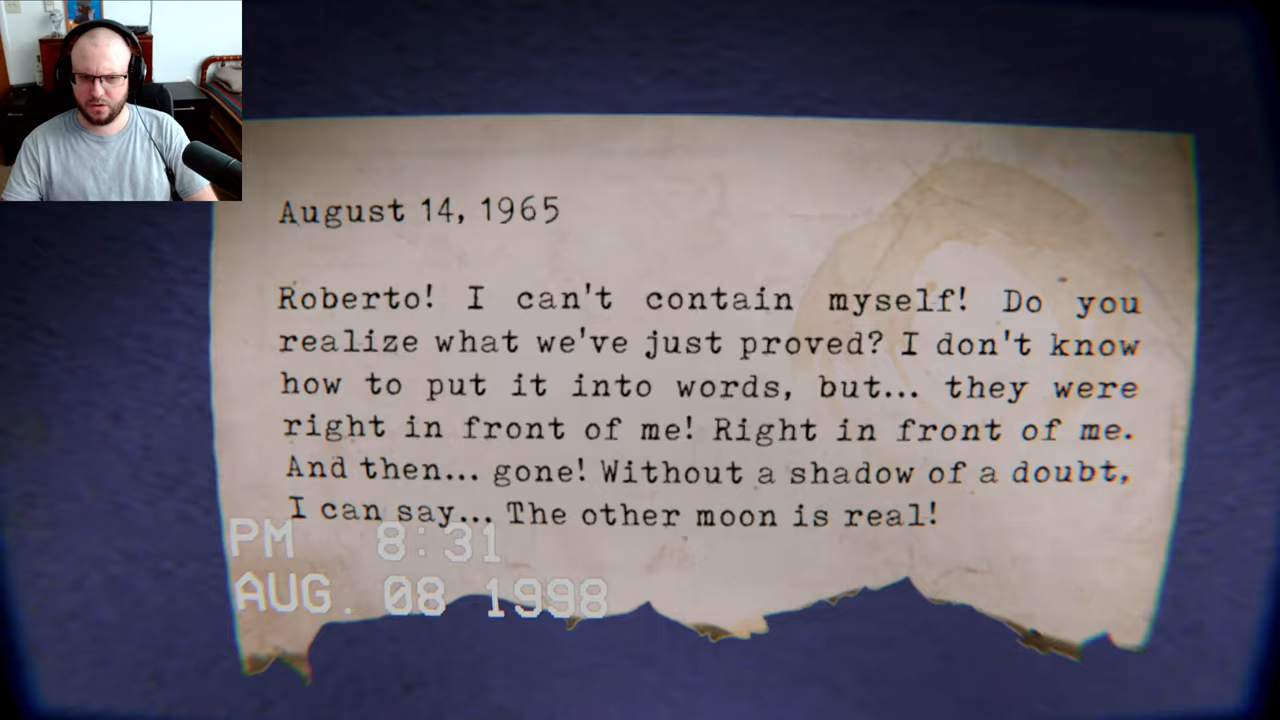 August 14, 1965
Roberto! I can't contain myself! Do you
realize what we've just proved? I don't know
how to put it into words, but... they were
right in front of me! Right in front of me.
And then... gone! Without a shadow of a doubt,
I can say... The other moon is real!
PM 8:31
AUG. 08 1998